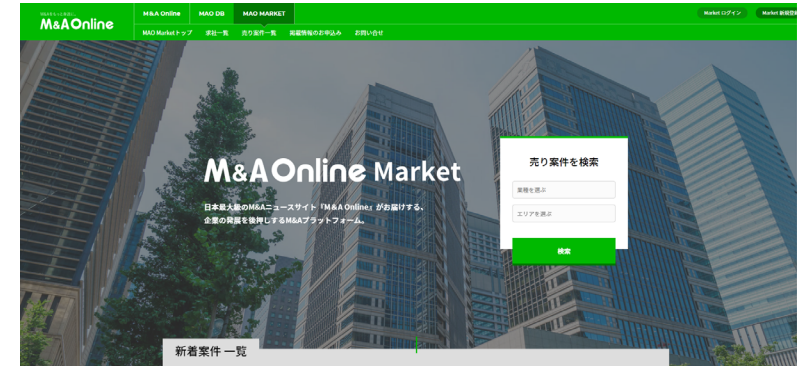 M&Aをもっと身近に。
M&A Online
M&A Online MAO DB MAO MARKET
Market ログイン Market 新規登録
MAO Marketトップ 求社一覧 売り案件一覧 掲載情報のお申込み お問い合せ
M&A Online Market
日本最大級のM&Aニュースサイト『M&A Online』がお届けする、
企業の発展を後押しするM&Aプラットフォーム。
売り案件を検索
業種を選ぶ
エリアを選ぶ
検索
新着案件 一覧